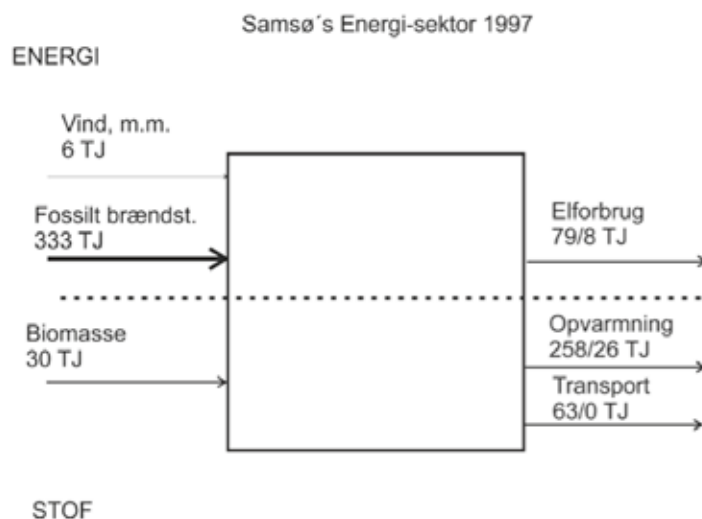 Samsø´s Energi-sektor 1997
ENERGI
Vind, m.m.
6 TJ
Fossilt brændst.
333 TJ
Elforbrug
79/8 TJ
Biomasse
30 TJ
Opvarmning
258/26 TJ
Transport
63/0 TJ
STOF